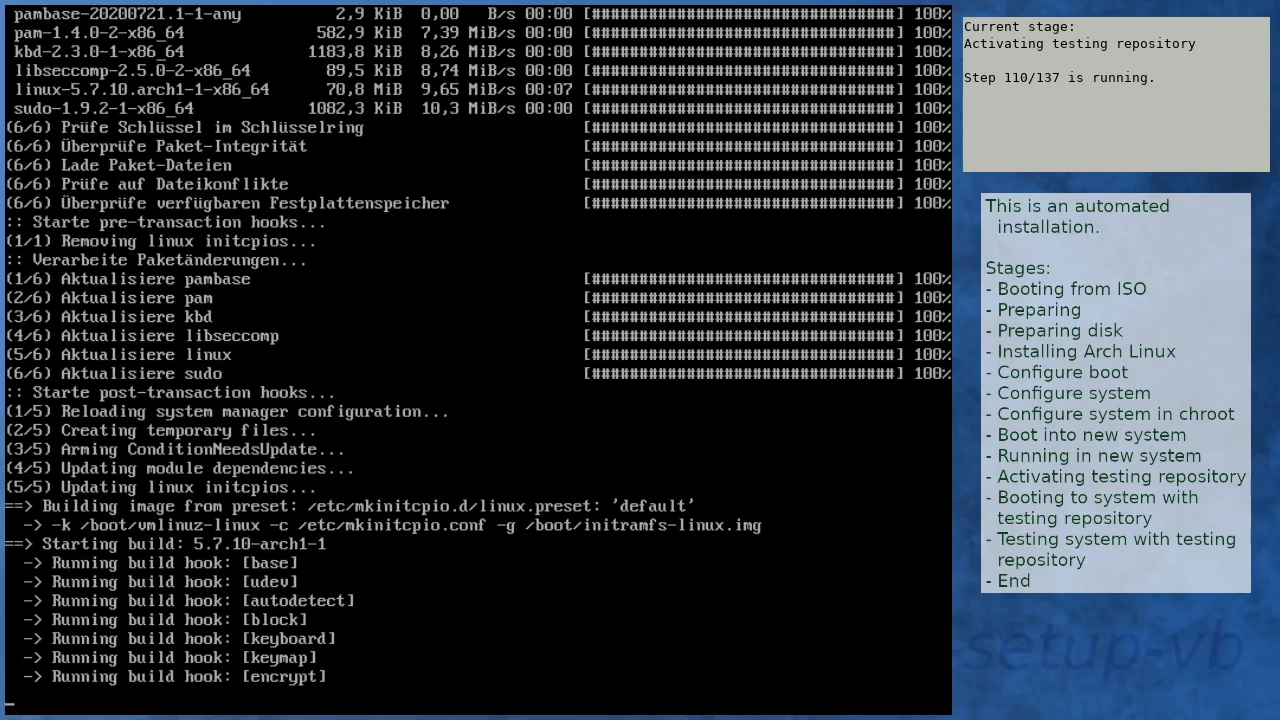 pambase-20200721.1-1-any 2,9 KiB 0,00 B/s 00:00 [################################] 100%
pam-1.4.0-2-x86_64 582,9 KiB 7,39 MiB/s 00:00 [################################] 100%
kbd-2.3.0-1-x86_64 1183,8 KiB 8,26 MiB/s 00:00 [################################] 100%
libseccomp-2.5.0-2-x86_64 89,5 KiB 8,74 MiB/s 00:00 [################################] 100%
linux-5.7.10.arch1-1-x86_64 70,8 MiB 9,65 MiB/s 00:07 [################################] 100%
sudo-1.9.2-1-x86_64 1082,3 KiB 10,3 MiB/s 00:00 [################################] 100%
(6/6) Prüfe Schlüssel im Schlüsselring [################################] 100%
(6/6) Überprüfe Paket-Integrität [################################] 100%
(6/6) Lade Paket-Dateien [################################] 100%
(6/6) Prüfe auf Dateikonflikte [################################] 100%
(6/6) Überprüfe verfügbaren Festplattenspeicher [################################] 100%
:: Starte pre-transaction hooks...
(1/1) Removing linux initcpios...
:: Verarbeite Paketänderungen...
(1/6) Aktualisiere pambase [################################] 100%
(2/6) Aktualisiere pam [################################] 100%
(3/6) Aktualisiere kbd [################################] 100%
(4/6) Aktualisiere libseccomp [################################] 100%
(5/6) Aktualisiere linux [################################] 100%
(6/6) Aktualisiere sudo [################################] 100%
:: Starte post-transaction hooks...
(1/5) Reloading system manager configuration...
(2/5) Creating temporary files...
(3/5) Arming ConditionNeedsUpdate...
(4/5) Updating module dependencies...
(5/5) Updating linux initcpios...
==> Building image from preset: /etc/mkinitcpio.d/linux.preset: 'default'
-> -k /boot/vmlinuz-linux -c /etc/mkinitcpio.conf -g /boot/initramfs-linux.img
==> Starting build: 5.7.10-arch1-1
-> Running build hook: [base]
-> Running build hook: [udev]
-> Running build hook: [autodetect]
-> Running build hook: [block]
-> Running build hook: [keyboard]
-> Running build hook: [keymap]
-> Running build hook: [encrypt]
_
Current stage:
Activating testing repository
Step 110/137 is running.
This is an automated
installation.
Stages:
- Booting from ISO
- Preparing
- Preparing disk
- Installing Arch Linux
- Configure boot
- Configure system
- Configure system in chroot
- Boot into new system
- Running in new system
- Activating testing repository
- Booting to system with
testing repository
- Testing system with testing
repository
- End
-setup-vb